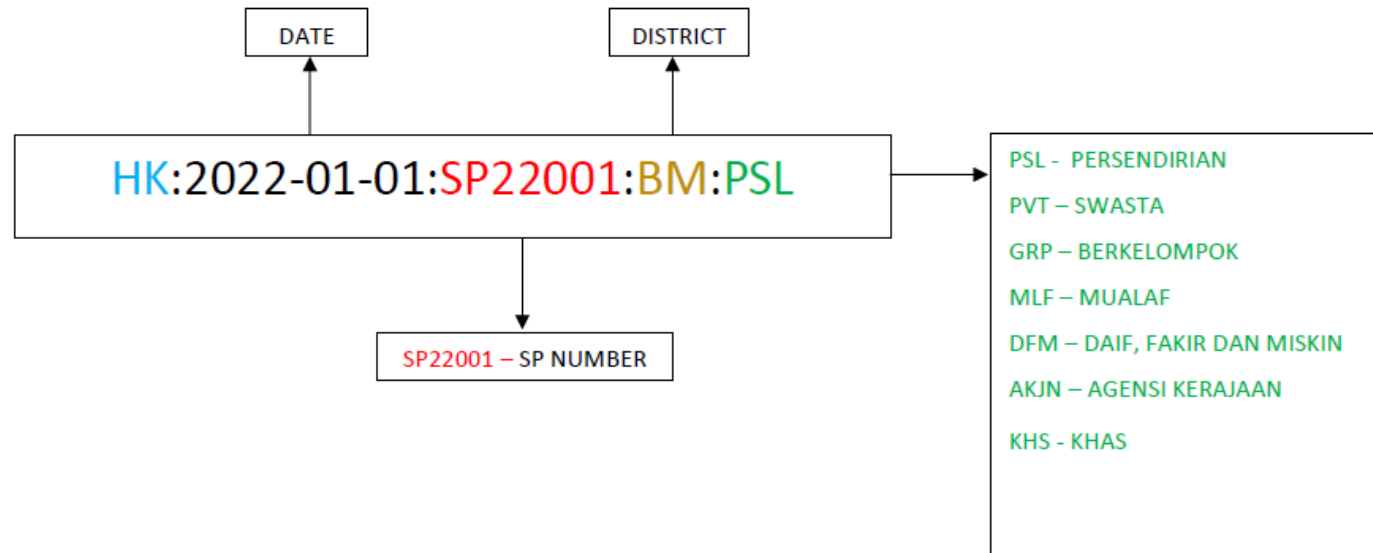 DATE
DISTRICT
HK:2022-01-01:SP22001:BM:PSL
SP22001 – SP NUMBER
PSL - PERSENDIRIAN
PVT – SWASTA
GRP – BERKELOMPOK
MLF – MUALAF
DFM – DAIF, FAKIR DAN MISKIN
AKJN – AGENSI KERAJAAN
KHS - KHAS